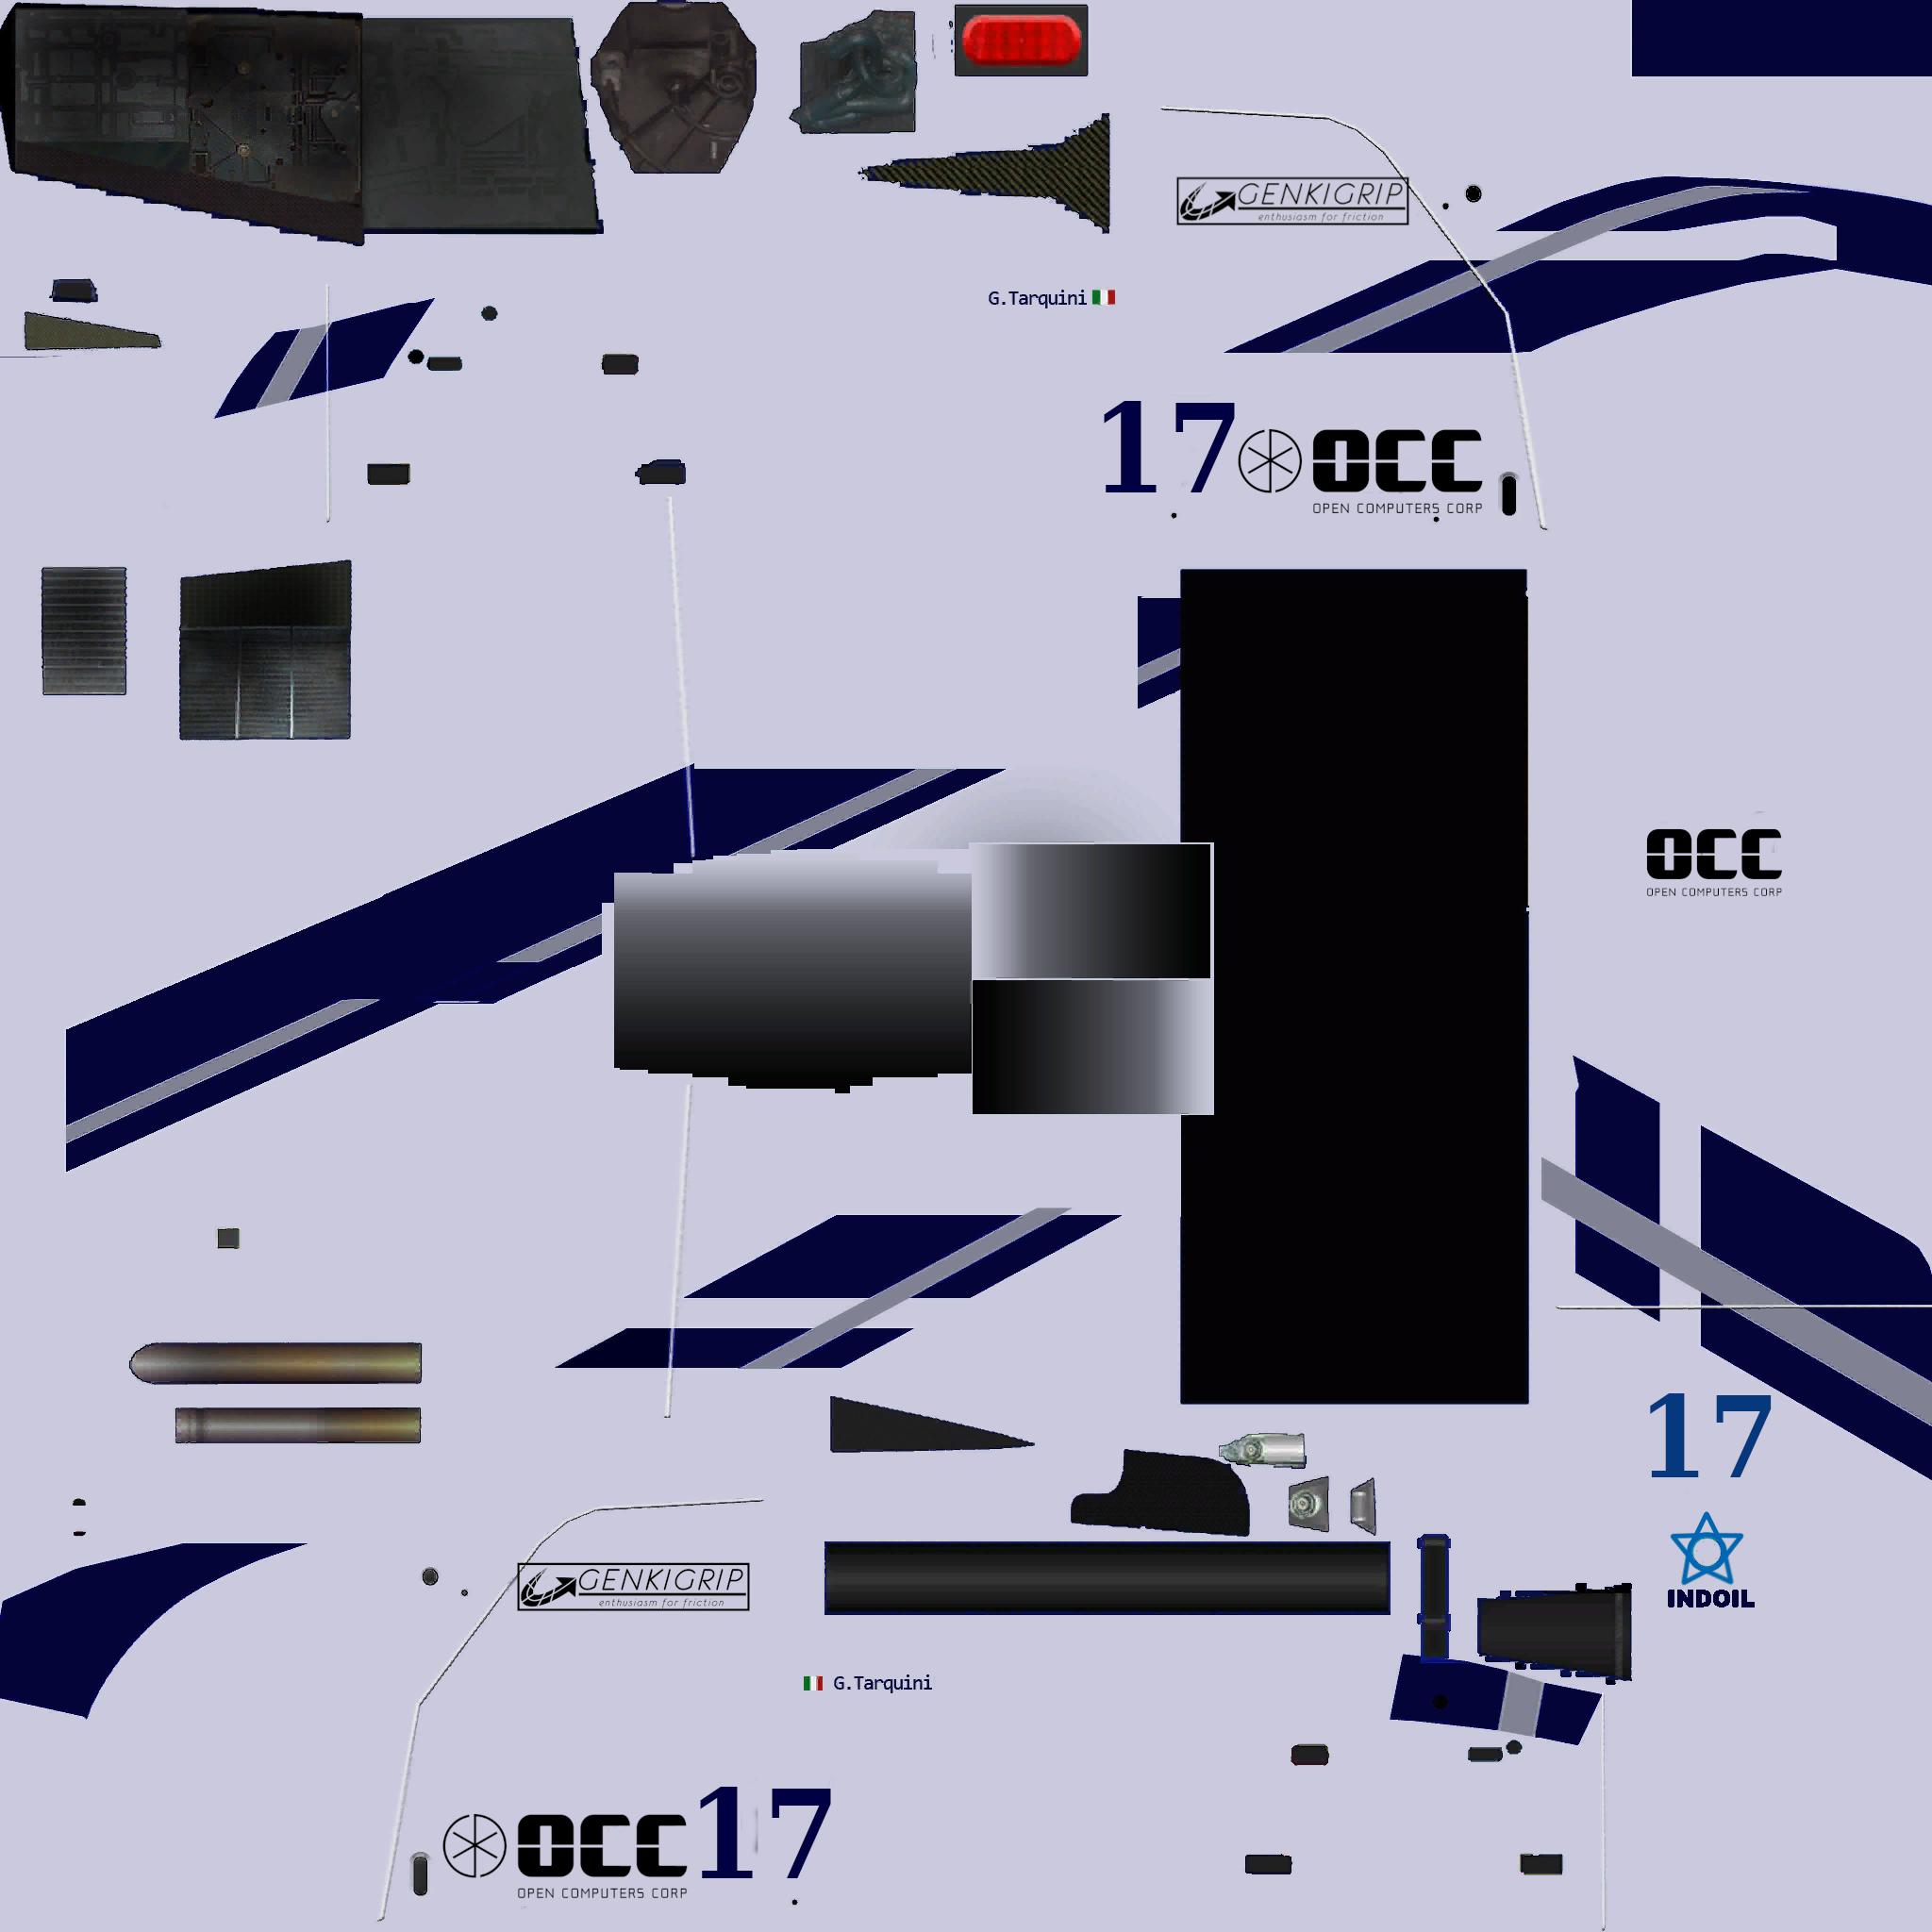 GENKIGRIP
enthusiasm for friction
G.Tarquini
17 OCC
OPEN COMPUTERS CORP
OCC
OPEN COMPUTERS CORP
17
INDOIL
GENKIGRIP
enthusiasm for friction
G.Tarquini
OCC 17
OPEN COMPUTERS CORP